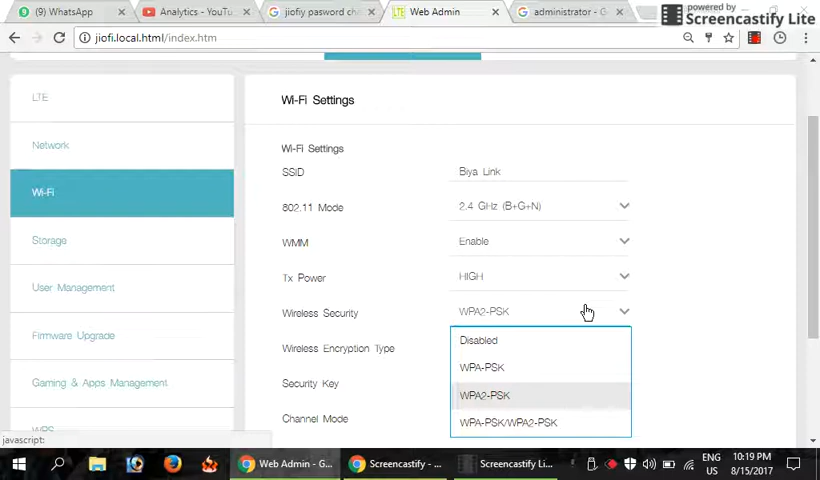 (9) WhatsApp
Analytics - YouTu
jiofiy pasword ch
Web Admin
administrator - G
powered by
Screencastify Lite
jiofi.local.html/index.htm
LTE
Network
Wi-Fi
Storage
User Management
Firmware Upgrade
Gaming & Apps Management
WPS
Wi-Fi Settings
Wi-Fi Settings
SSID Biya Link
802.11 Mode 2.4 GHz (B+G+N)
WMM Enable
Tx Power HIGH
Wireless Security WPA2-PSK
Disabled
Wireless Encryption Type
WPA-PSK
Security Key
WPA2-PSK
Channel Mode
WPA-PSK/WPA2-PSK
javascript:
Web Admin - G...
Screencastify - ...
Screencastify Li...
ENG
US
10:19 PM
8/15/2017